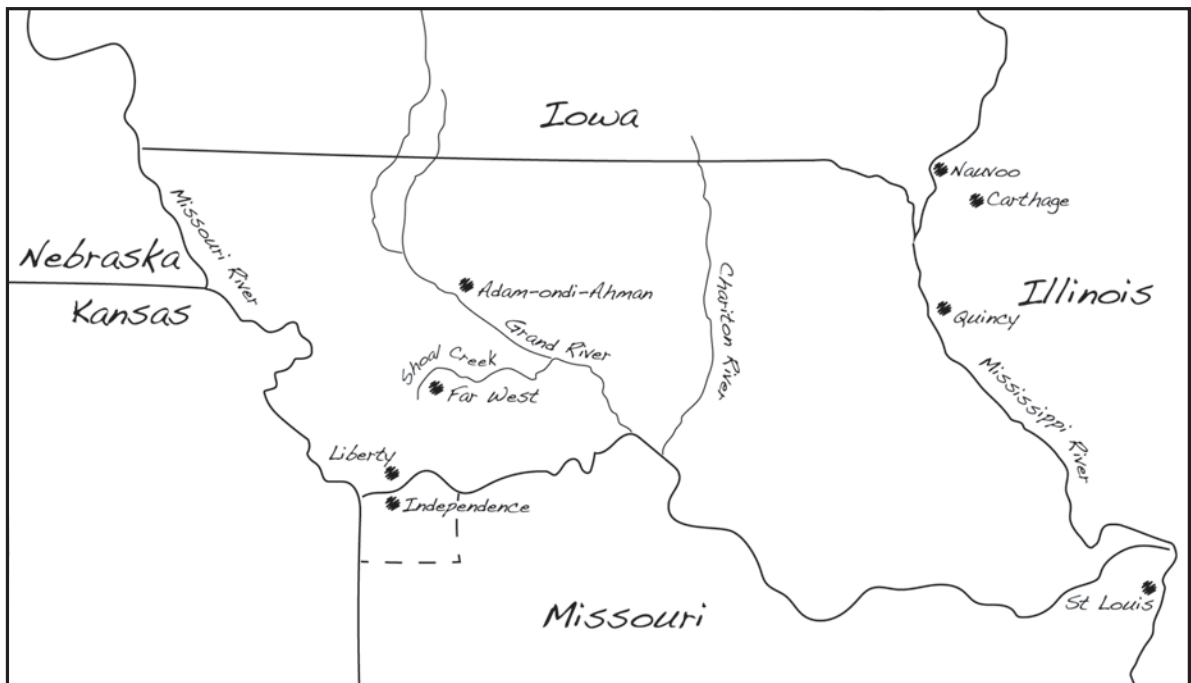 Iowa
Nauvoo
Carthage
Missouri River
Nebraska
Kansas
Adam-ondi-Ahman
Chariton River
Illinois
Quincy
Grand River
Shoal Creek
Far West
Mississippi River
Liberty
Independence
Missouri
St Louis